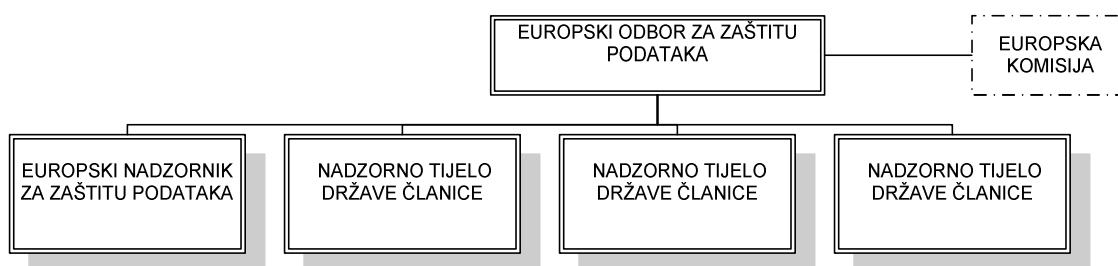 EUROPSKI ODBOR ZA ZAŠTITU
PODATAKA
EUROPSKA
KOMISIJA
EUROPSKI NADZORNIK
ZA ZAŠTITU PODATAKA
NADZORNO TIJELO
DRŽAVE ČLANICE
NADZORNO TIJELO
DRŽAVE ČLANICE
NADZORNO TIJELO
DRŽAVE ČLANICE